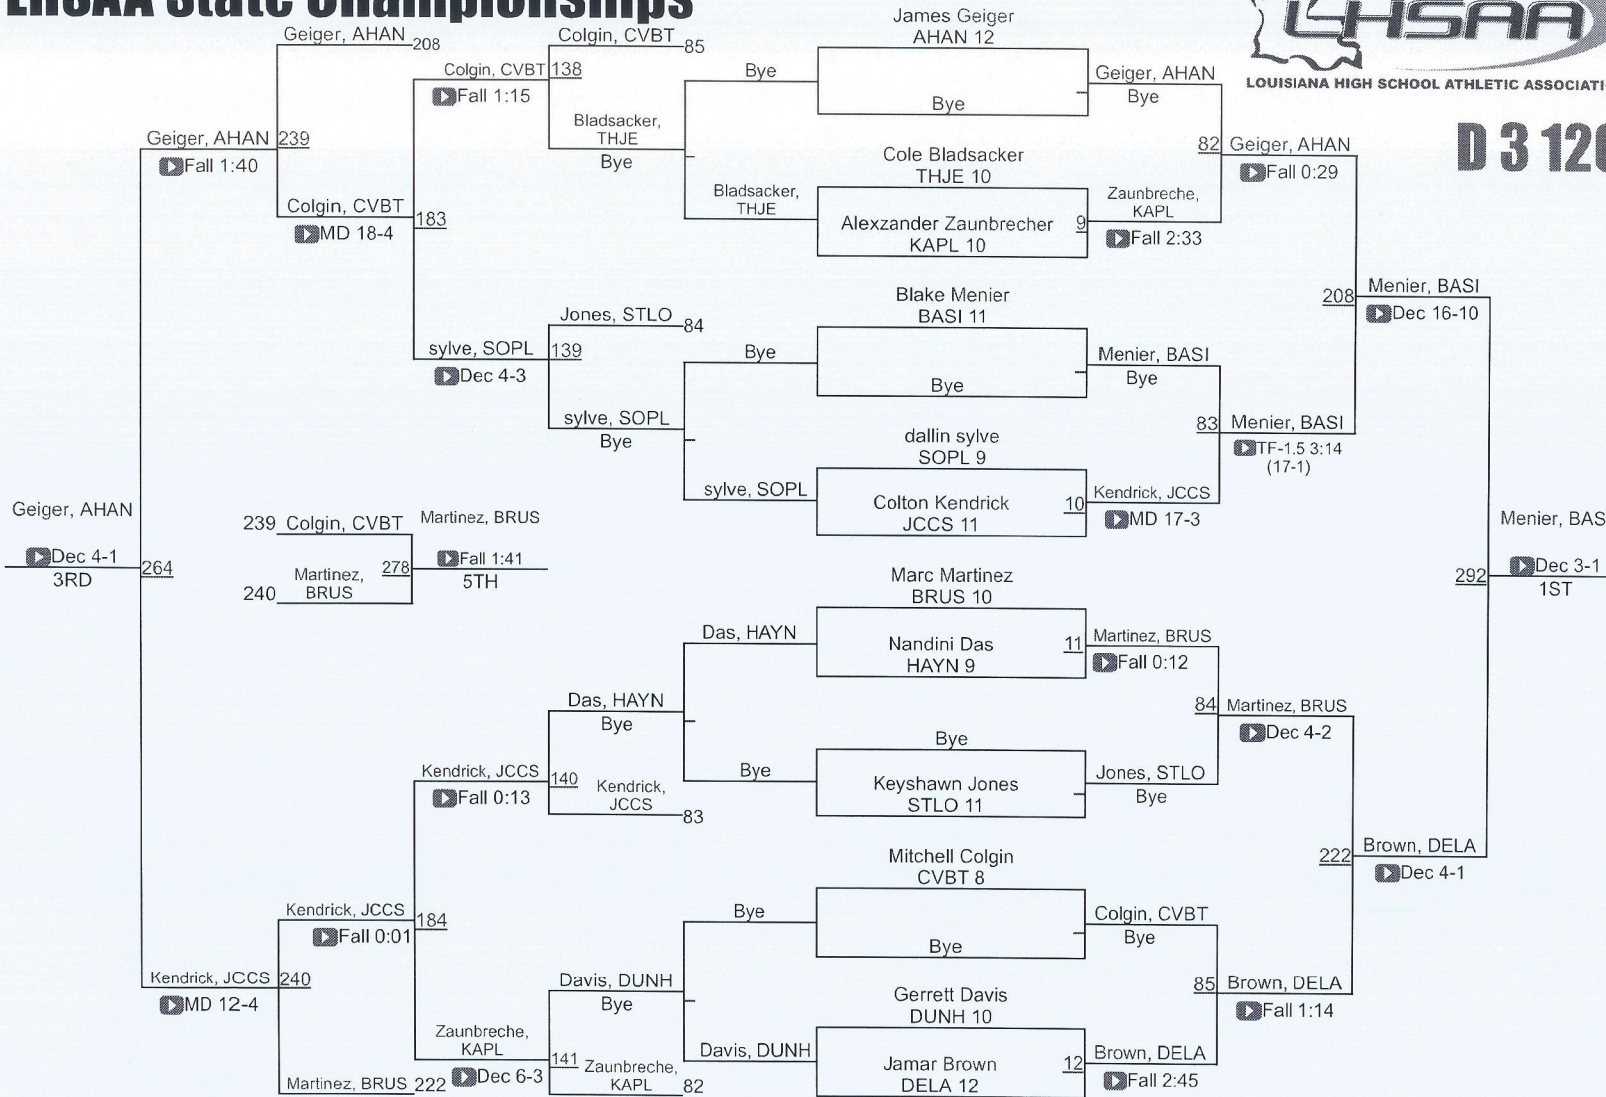 LHSAA State Championships
LHSAA
LOUISIANA HIGH SCHOOL ATHLETIC ASSOCIATI
D 3 120
Geiger, AHAN 208
Colgin, CVBT 85
James Geiger
AHAN 12
Colgin, CVBT 138
Fall 1:15
Bye
Bye
Geiger, AHAN
Bye
Bladsacker,
THJE
Bye
Geiger, AHAN 239
Fall 1:40
Cole Bladsacker
THJE 10
82 Geiger, AHAN
Fall 0:29
Bladsacker,
THJE
Alexzander Zaunbrecher 9
KAPL 10
Zaunbreche,
KAPL
Fall 2:33
Colgin, CVBT 183
MD 18-4
Blake Menier
BASI 11
208 Menier, BASI
Dec 16-10
Jones, STLO 84
sylve, SOPL 139
Dec 4-3
Bye
Bye
Menier, BASI
Bye
sylve, SOPL
Bye
dallin sylve
SOPL 9
83 Menier, BASI
TF-1.5 3:14
(17-1)
sylve, SOPL
Colton Kendrick 10
JCCS 11
Kendrick, JCCS
MD 17-3
Geiger, AHAN
Dec 4-1
3RD
264
239 Colgin, CVBT
Martinez, BRUS
278
Fall 1:41
5TH
240 Martinez,
BRUS
Menier, BAS
292
Dec 3-1
1ST
Marc Martinez
BRUS 10
Das, HAYN
Nandini Das 11
HAYN 9
Martinez, BRUS
Fall 0:12
Das, HAYN
Bye
84 Martinez, BRUS
Dec 4-2
Bye
Kendrick, JCCS 140
Fall 0:13
Kendrick,
JCCS
83
Bye
Keyshawn Jones
STLO 11
Jones, STLO
Bye
Mitchell Colgin
CVBT 8
222 Brown, DELA
Dec 4-1
Kendrick, JCCS 184
Fall 0:01
Bye
Bye
Colgin, CVBT
Bye
Kendrick, JCCS 240
MD 12-4
Davis, DUNH
Bye
Gerrett Davis
DUNH 10
85 Brown, DELA
Fall 1:14
Zaunbreche,
KAPL
Dec 6-3
141 Zaunbreche,
KAPL 82
Davis, DUNH
Jamar Brown 12
DELA 12
Brown, DELA
Fall 2:45
Martinez, BRUS 222